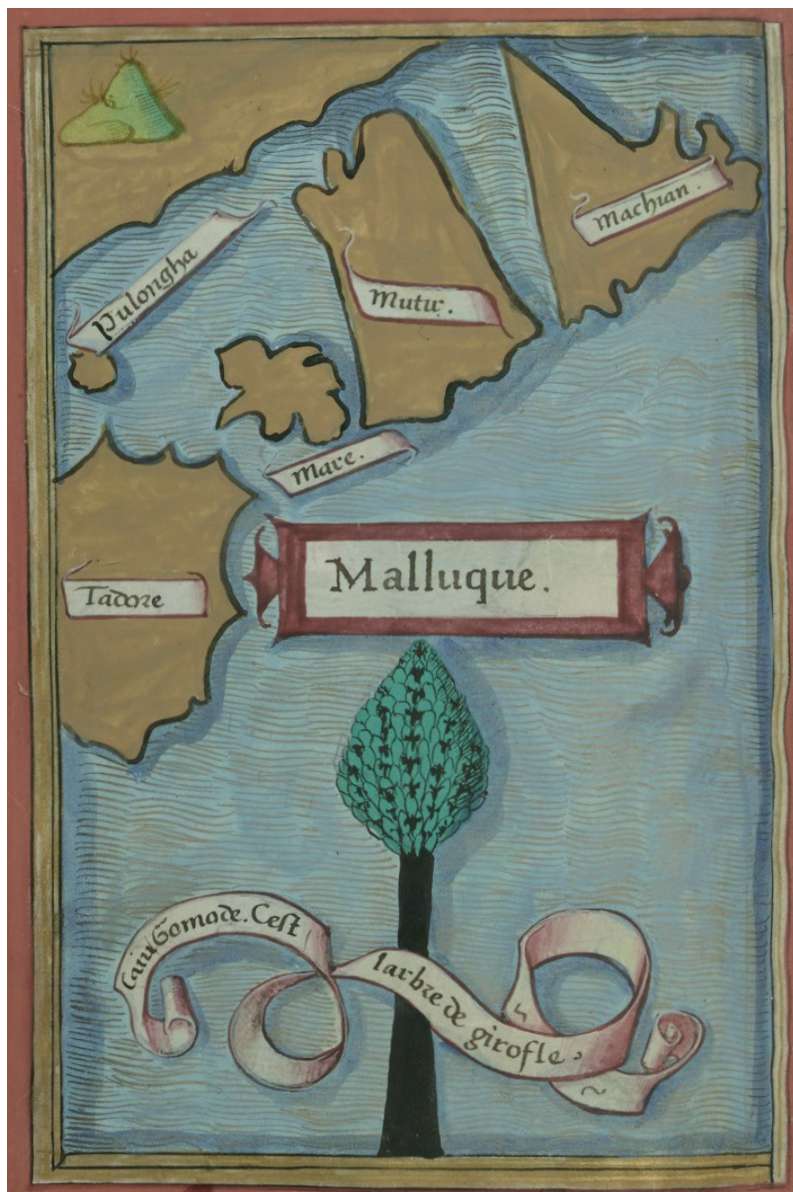 Machian.
Pulongha
Mutir.
Mare.
Malluque.
Tadore
Caiu Gomode. Cest
larbre de girofle,